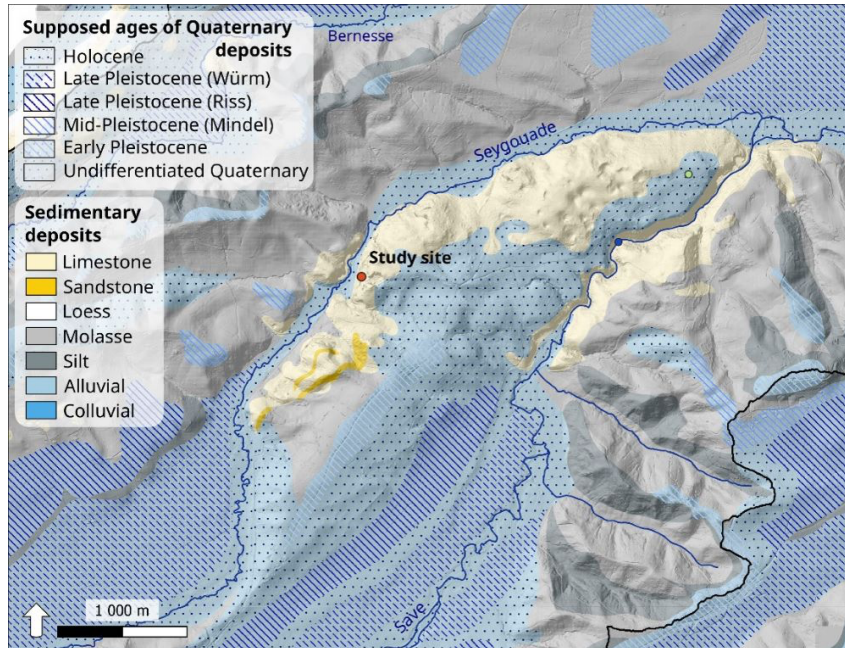 Supposed ages of Quaternary
deposits
Holocene
Late Pleistocene (Würm)
Late Pleistocene (Riss)
Mid-Pleistocene (Mindel)
Early Pleistocene
Undifferentiated Quaternary
Sedimentary
deposits
Limestone
Sandstone
Loess
Molasse
Silt
Alluvial
Colluvial
Bernesse
Seygouade
Study site
Save
1 000 m